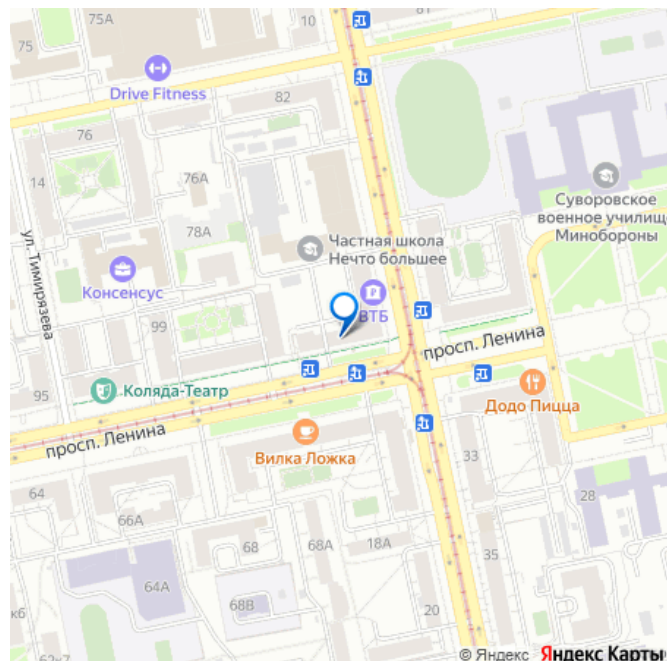 75А
75
10
Drive Fitness
82
76
14
76А
Суворовское
военное училище
Минобороны
78А
Частная школа
Нечто большее
ул. Тимирязева
Консенсус
ВТБ
99
просп. Ленина
95
Коляда-Театр
Додо Пицца
просп. Ленина
Вилка Ложка
33
64
28
66А
68
68А
18А
35
64А
68В
20
© Яндекс Яндекс Карты